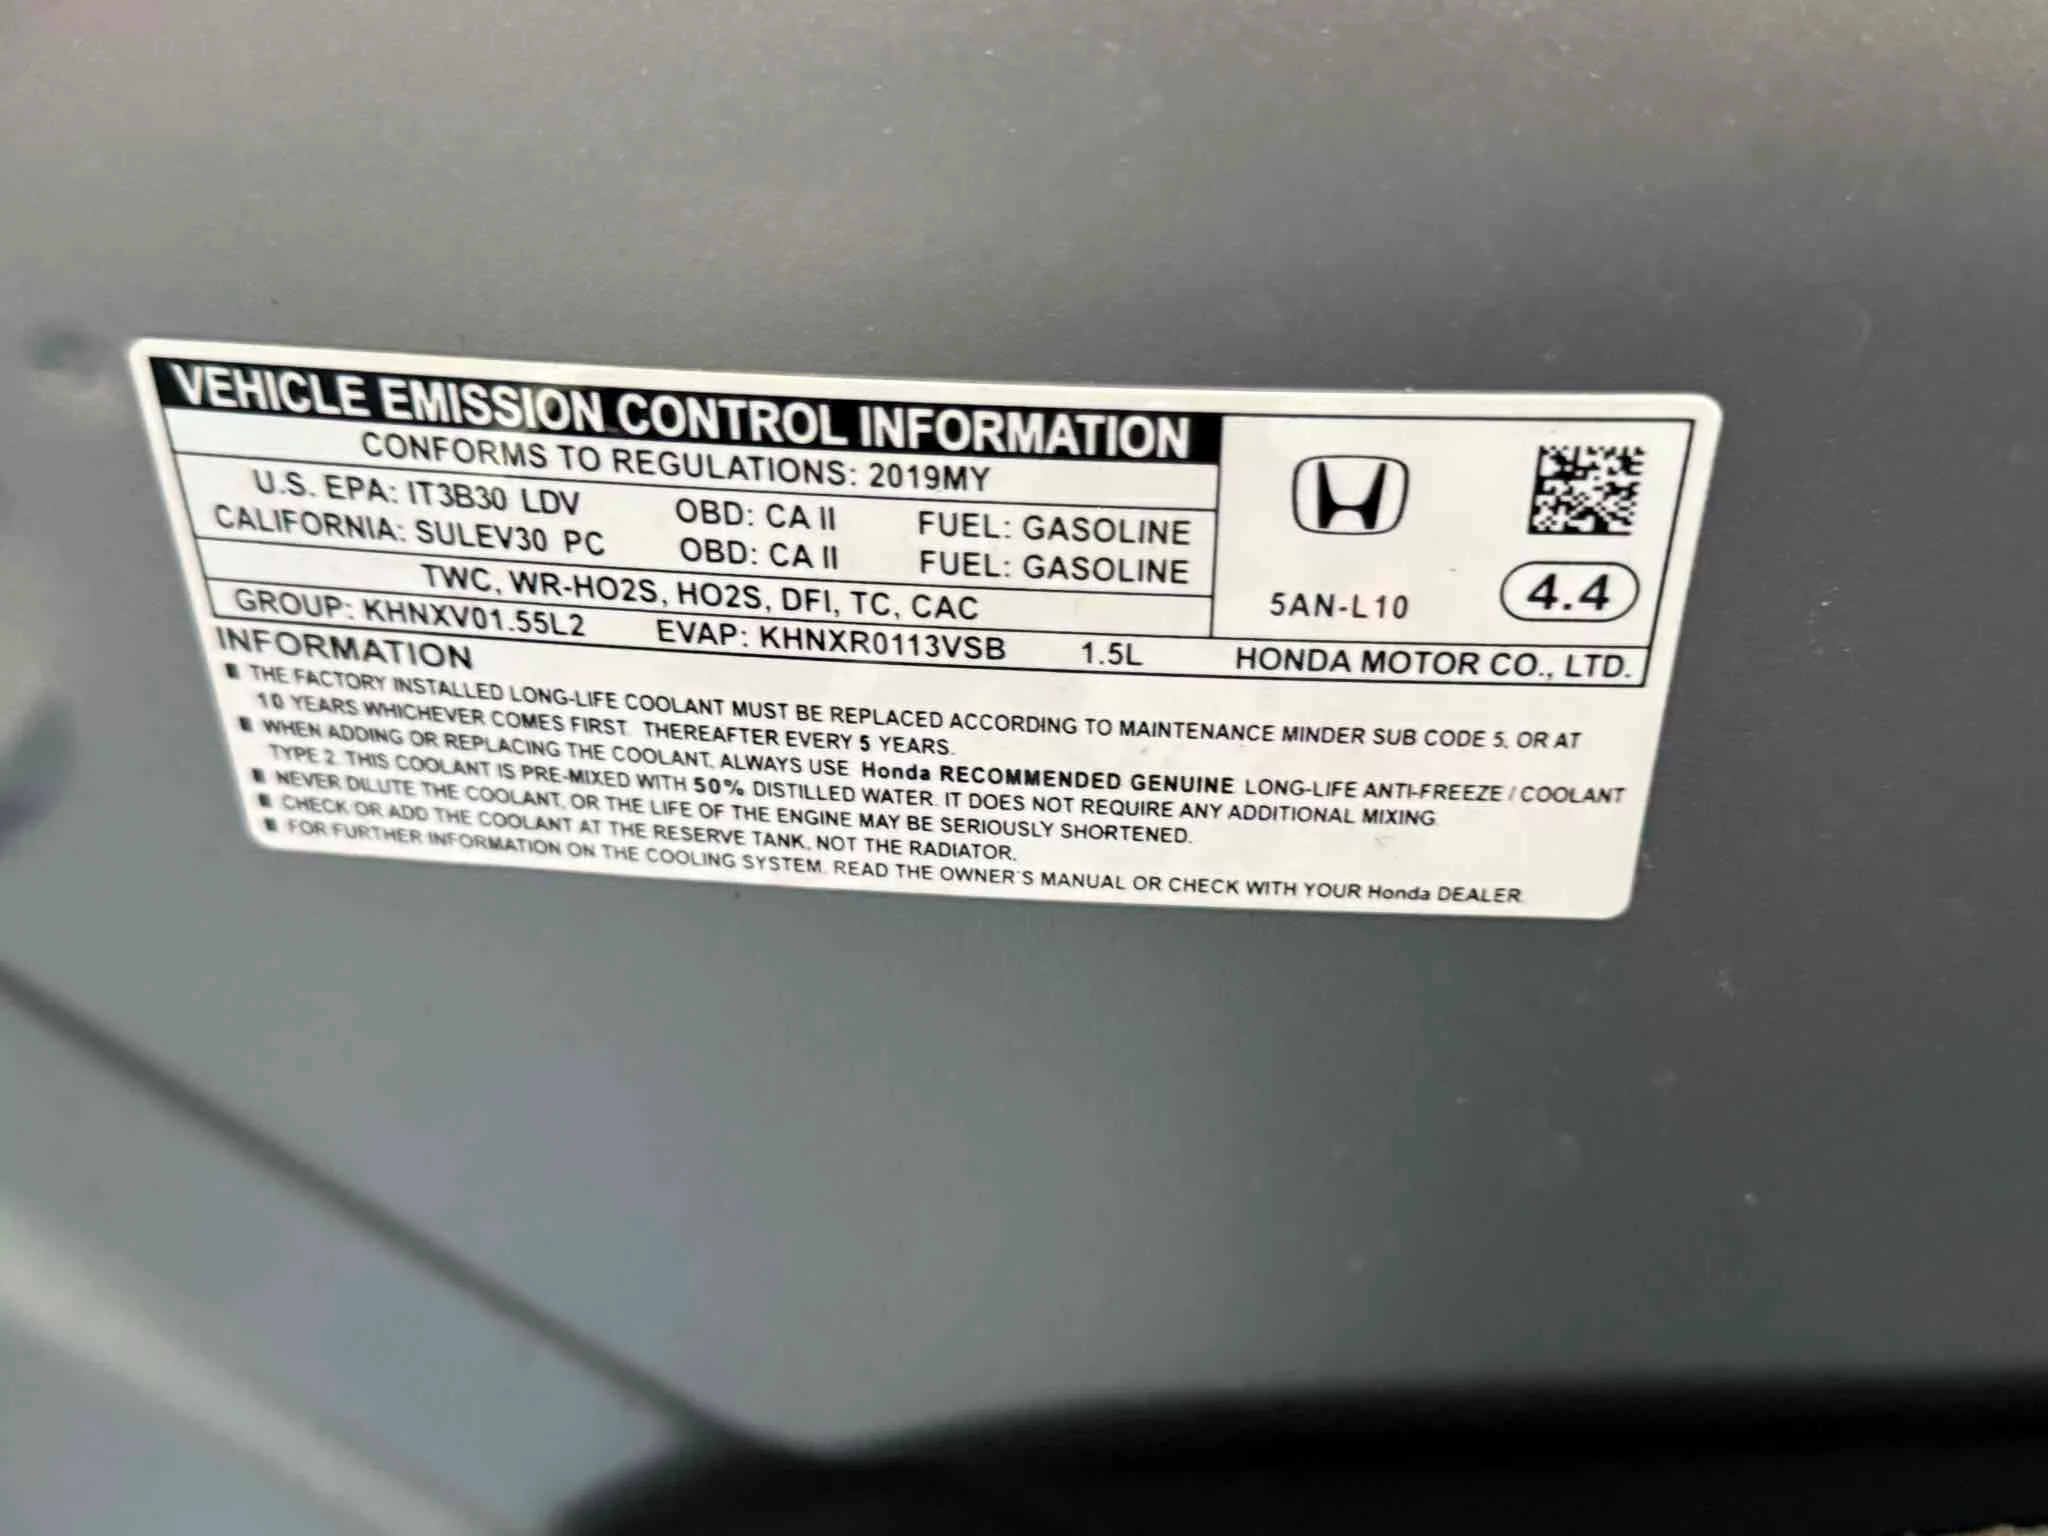 VEHICLE EMISSION CONTROL INFORMATION
CONFORMS TO REGULATIONS: 2019MY
U.S. EPA: IT3B30 LDV OBD: CA II FUEL: GASOLINE
CALIFORNIA: SULEV30 PC OBD: CA II FUEL: GASOLINE
TWC, WR-HO2S, HO2S, DFI, TC, CAC
5AN-L10
4.4
GROUP: KHNXV01.55L2 EVAP: KHNXR0113VSB 1.5L HONDA MOTOR CO., LTD.
INFORMATION
■ THE FACTORY INSTALLED LONG-LIFE COOLANT MUST BE REPLACED ACCORDING TO MAINTENANCE MINDER SUB CODE 5, OR AT
10 YEARS WHICHEVER COMES FIRST. THEREAFTER EVERY 5 YEARS.
■ WHEN ADDING OR REPLACING THE COOLANT, ALWAYS USE Honda RECOMMENDED GENUINE LONG-LIFE ANTI-FREEZE / COOLANT
TYPE 2. THIS COOLANT IS PRE-MIXED WITH 50% DISTILLED WATER. IT DOES NOT REQUIRE ANY ADDITIONAL MIXING.
■ NEVER DILUTE THE COOLANT, OR THE LIFE OF THE ENGINE MAY BE SERIOUSLY SHORTENED.
■ CHECK OR ADD THE COOLANT AT THE RESERVE TANK, NOT THE RADIATOR.
■ FOR FURTHER INFORMATION ON THE COOLING SYSTEM, READ THE OWNER'S MANUAL OR CHECK WITH YOUR Honda DEALER.